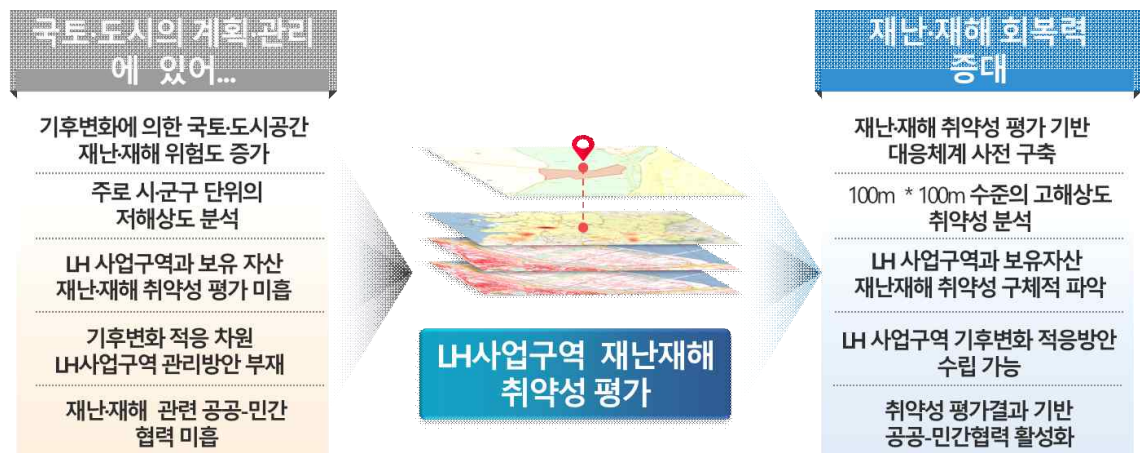 국토·도시의 계획·관리
에 있어...
기후변화에 의한 국토·도시공간
재난·재해 위험도 증가
주로 시·군구 단위의
저해상도 분석
LH 사업구역과 보유 자산
재난·재해 취약성 평가 미흡
기후변화 적응 차원
LH사업구역 관리방안 부재
재난·재해 관련 공공-민간
협력 미흡
LH사업구역 재난재해
취약성 평가
재난·재해 회복력
증대
재난·재해 취약성 평가 기반
대응체계 사전 구축
100m * 100m 수준의 고해상도
취약성 분석
LH 사업구역과 보유자산
재난재해 취약성 구체적 파악
LH 사업구역 기후변화 적응방안
수립 가능
취약성 평가결과 기반
공공-민간협력 활성화